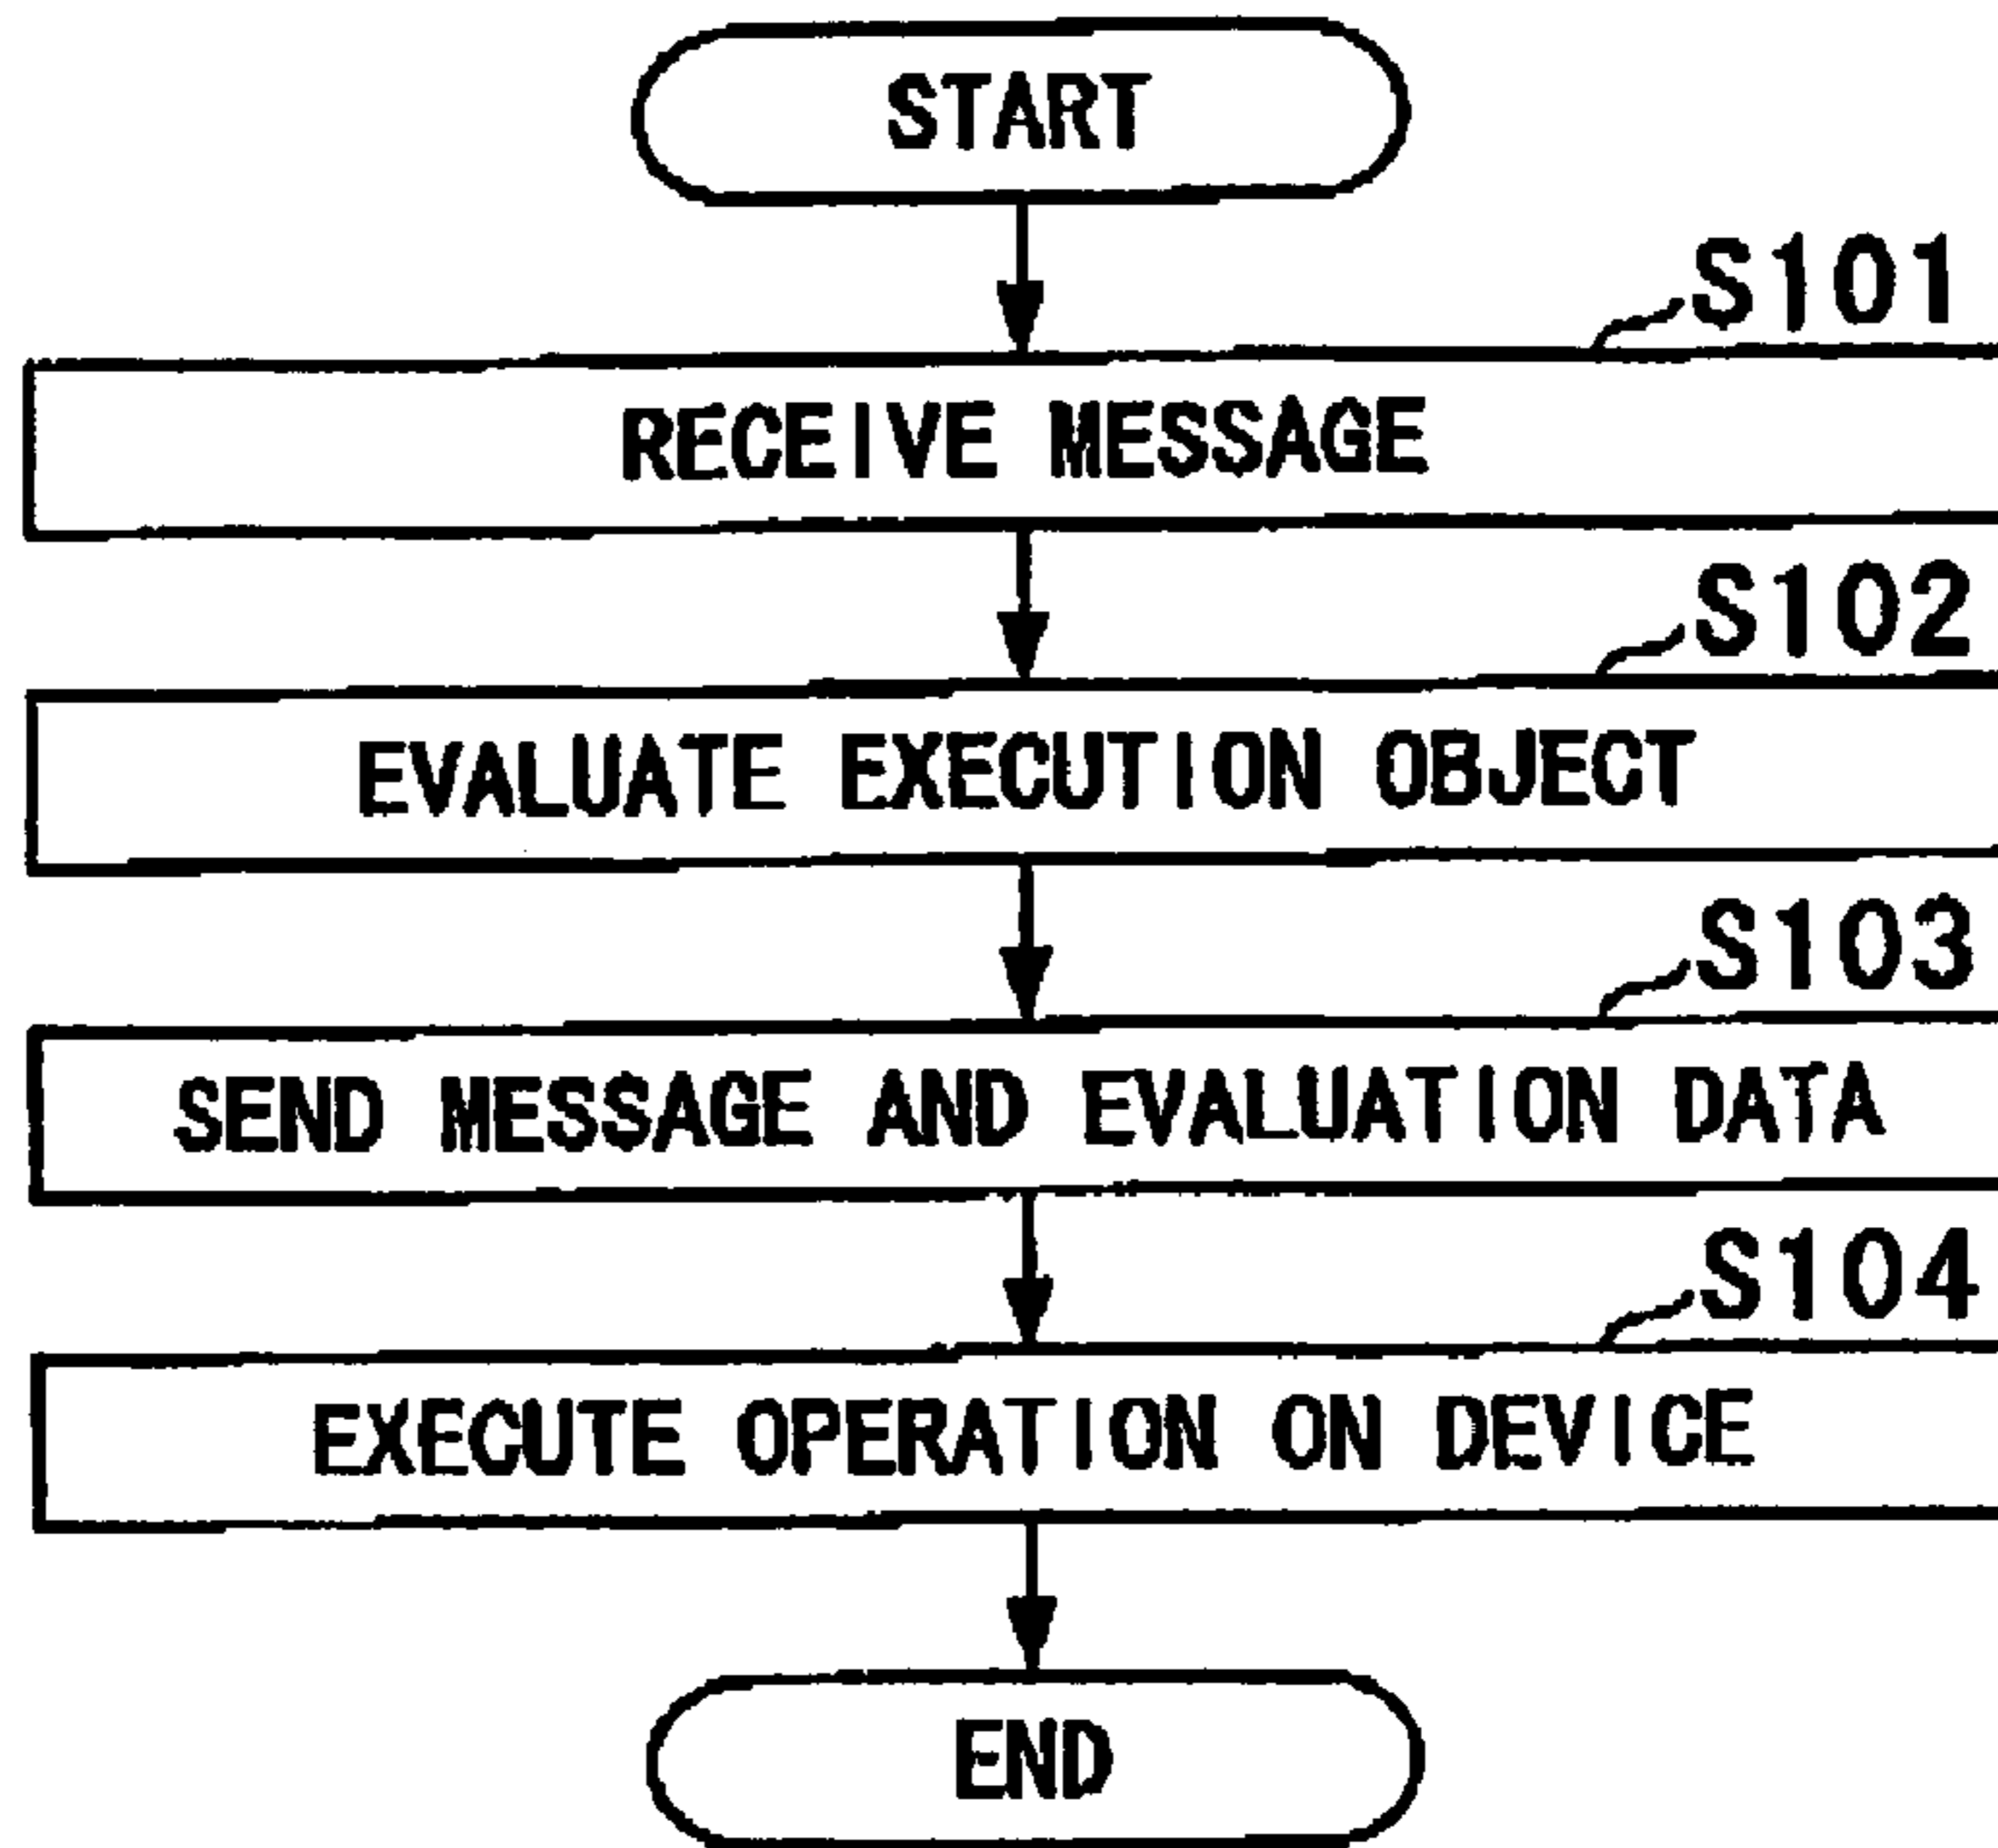 START
S101
RECEIVE MESSAGE
S102
EVALUATE EXECUTION OBJECT
S103
SEND MESSAGE AND EVALUATION DATA
S104
EXECUTE OPERATION ON DEVICE
END